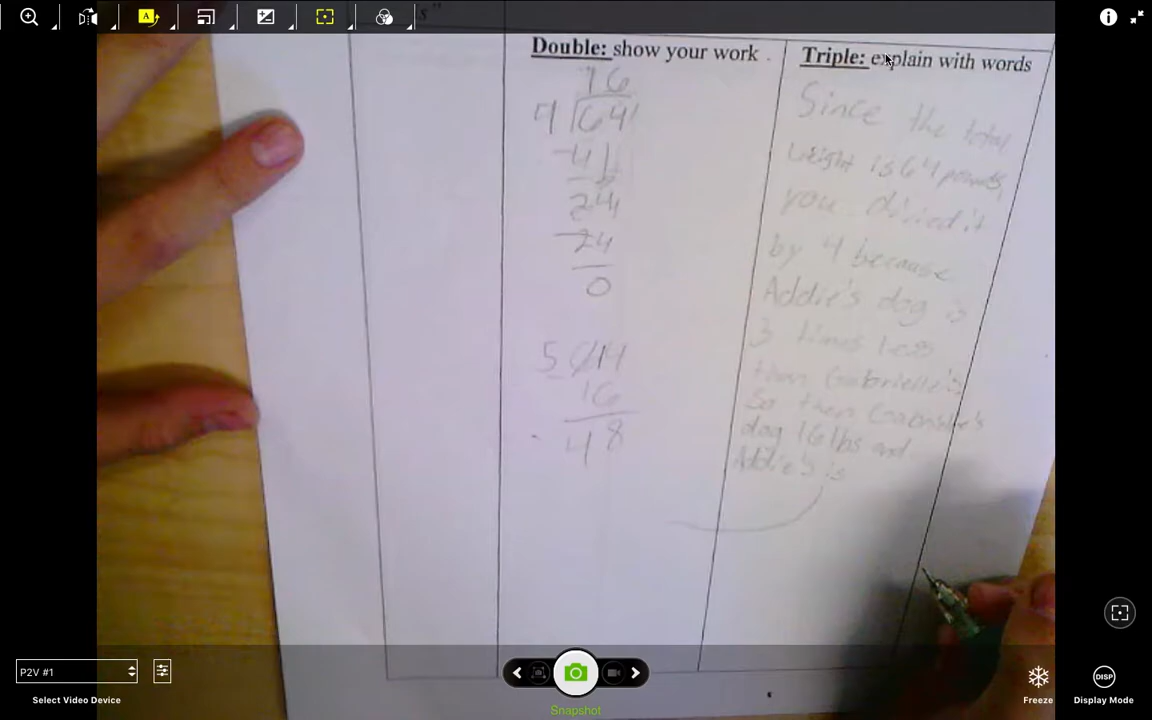 s"
Double: show your work
Triple: explain with words
16
4 64
-4
24
-24
0
5 6 14
16
48
Since the total
weight is 64 pounds,
you divied it
by 4 because
Addie's dog is
3 times less
then Gabrielle's,
So then Gabrielle's
dog 16 lbs and
Addie's is
P2V #1
Select Video Device
Snapshot
Freeze
DISP
Display Mode